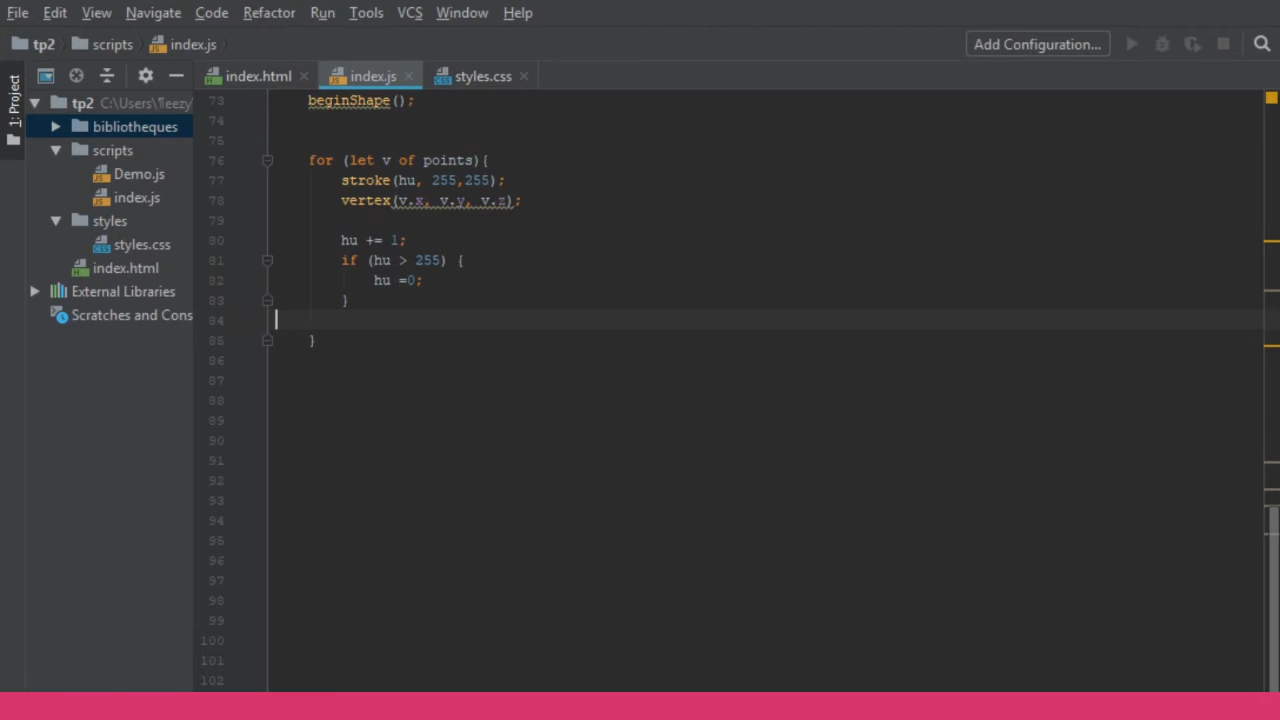 File Edit View Navigate Code Refactor Run Tools VCS Window Help
tp2 scripts index.js Add Configuration...
1: Project
index.html index.js styles.css
tp2 C:\Users\
bibliotheques
scripts
Demo.js
index.js
styles
styles.css
index.html
External Libraries
Scratches and Cons
73 beginShape();
74
75
76 for (let v of points){
77 stroke(hu, 255,255);
78 vertex(v.x, v.y, v.z);
79
80 hu += 1;
81 if (hu > 255) {
82 hu =0;
83 }
84
85 }
86
87
88
89
90
91
92
93
94
95
96
97
98
99
100
101
102